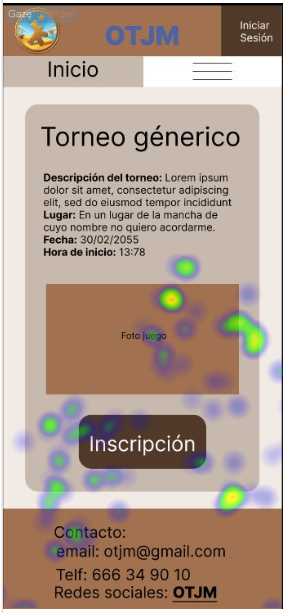 GazeRecorder
OTJM
Iniciar
Sesión
Inicio
Torneo génerico
Descripción del torneo: Lorem ipsum
dolor sit amet, consectetur adipiscing
elit, sed do eiusmod tempor incididunt
Lugar: En un lugar de la mancha de
cuyo nombre no quiero acordarme.
Fecha: 30/02/2055
Hora de inicio: 13:78
Foto juego
Inscripción
Contacto:
email: otjm@gmail.com
Telf: 666 34 90 10
Redes sociales: OTJM